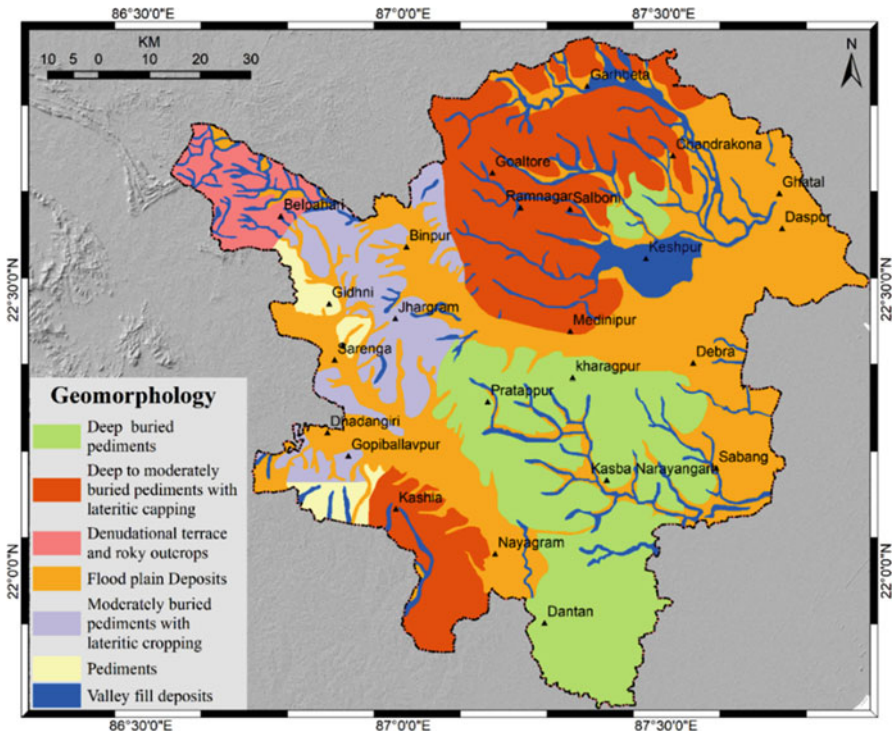 86°30'0"E 87°0'0"E 87°30'0"E
KM
10 5 0 10 20 30
N
Garhbeta
Chandrakona
Goaltore
Ghatal
Ramnagar Salboni
Belpahari
Daspor
Binpur
Keshpur
22°30'0"N 22°30'0"N
Gidhni
Jhargram
Medinipur
Sarenga
Debra
kharagpur
Geomorphology
Pratappur
Deep buried
pediments
Dhadangiri
Gopiballavpur
Sabang
Deep to moderately
buried pediments with
lateritic capping
Kasba Narayangarh
Kashia
Denudational terrace
and roky outcrops
Nayagram
22°0'0"N 22°0'0"N
Flood plain Deposits
Moderately buried
pediments with
lateritic cropping
Dantan
Pediments
Valley fill deposits
86°30'0"E 87°0'0"E 87°30'0"E